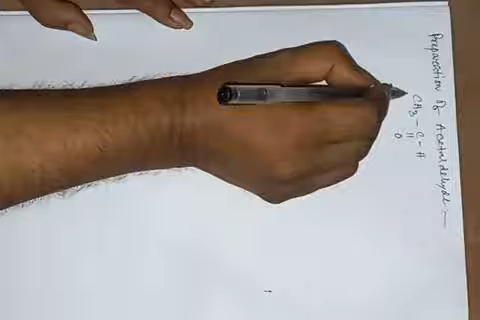 Preparation of Acetaldehyde —
CH3 - C - H
||
O